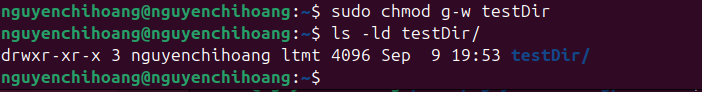 nguyenchihoang@nguyenchihoang:~$ sudo chmod g-w testDir
nguyenchihoang@nguyenchihoang:~$ ls -ld testDir/
drwxr-xr-x 3 nguyenchihoang ltmt 4096 Sep  9 19:53 testDir/
nguyenchihoang@nguyenchihoang:~$